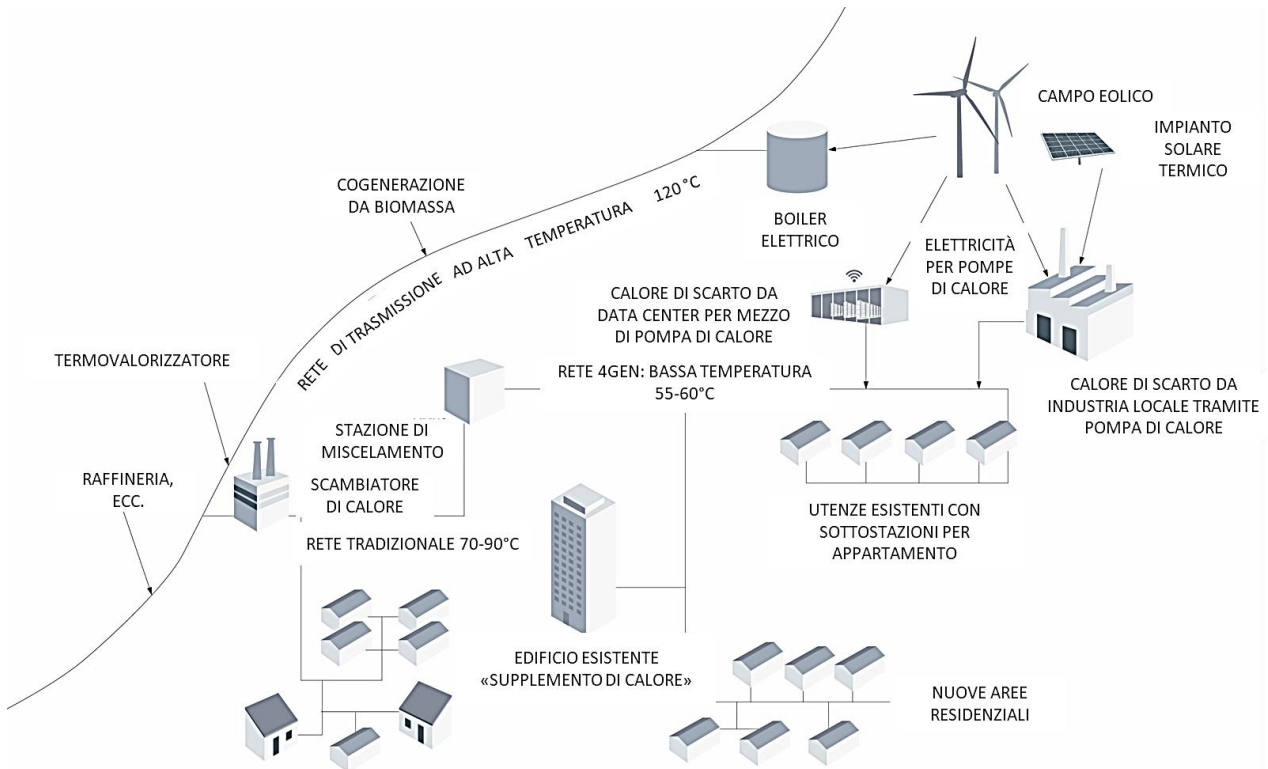 CAMPO EOLICO
IMPIANTO
SOLARE
TERMICO
COGENERAZIONE
DA BIOMASSA
RETE DI TRASMISSIONE AD ALTA TEMPERATURA 120 °C
BOILER
ELETTRICO
ELETTRICITÀ
PER POMPE
DI CALORE
CALORE DI SCARTO DA
DATA CENTER PER MEZZO
DI POMPA DI CALORE
TERMOVALORIZZATORE
RETE 4GEN: BASSA TEMPERATURA
55-60°C
CALORE DI SCARTO DA
INDUSTRIA LOCALE TRAMITE
POMPA DI CALORE
STAZIONE DI
MISCELAMENTO
RAFFINERIA,
ECC.
SCAMBIATORE
DI CALORE
UTENZE ESISTENTI CON
SOTTOSTAZIONI PER
APPARTAMENTO
RETE TRADIZIONALE 70-90°C
EDIFICIO ESISTENTE
«SUPPLEMENTO DI CALORE»
NUOVE AREE
RESIDENZIALI